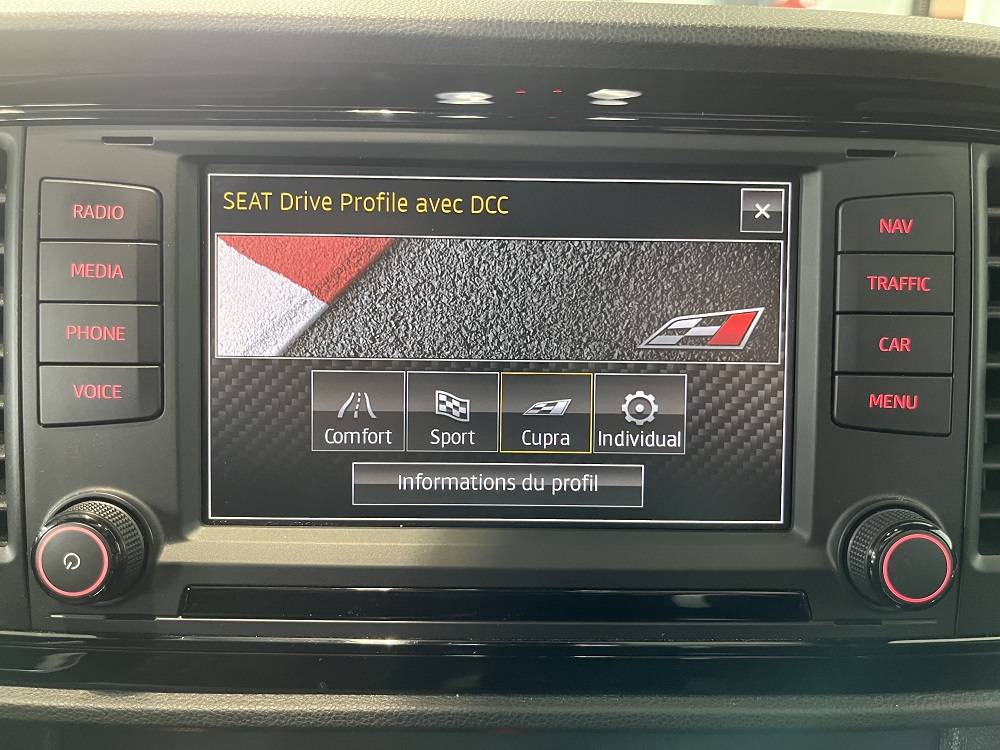 SEAT Drive Profile avec DCC
RADIO
MEDIA
PHONE
VOICE
Comfort
Sport
Cupra
Individual
Informations du profil
NAV
TRAFFIC
CAR
MENU